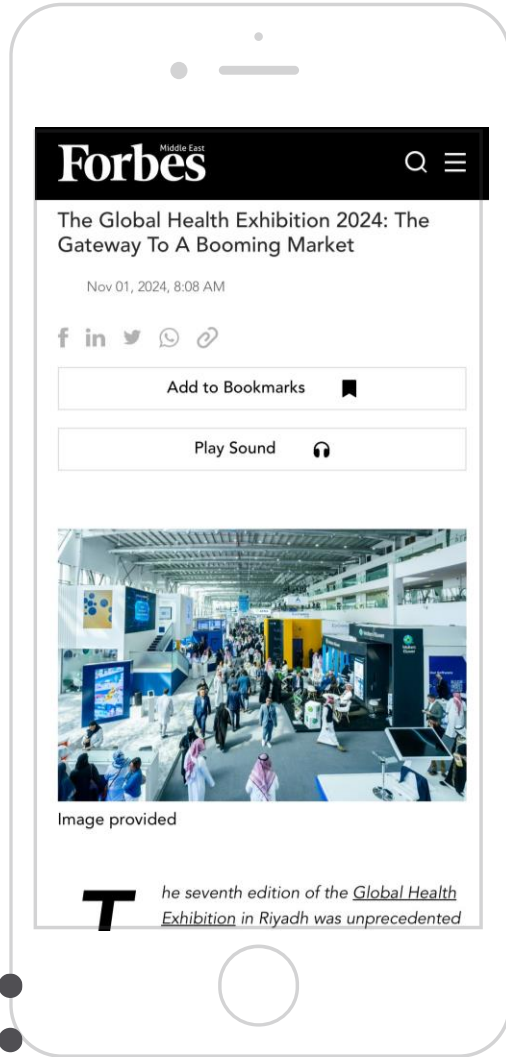 Forbes
Middle East
The Global Health Exhibition 2024: The
Gateway To A Booming Market
Nov 01, 2024, 8:08 AM
Add to Bookmarks
Play Sound
Image provided
The seventh edition of the Global Health
Exhibition in Riyadh was unprecedented